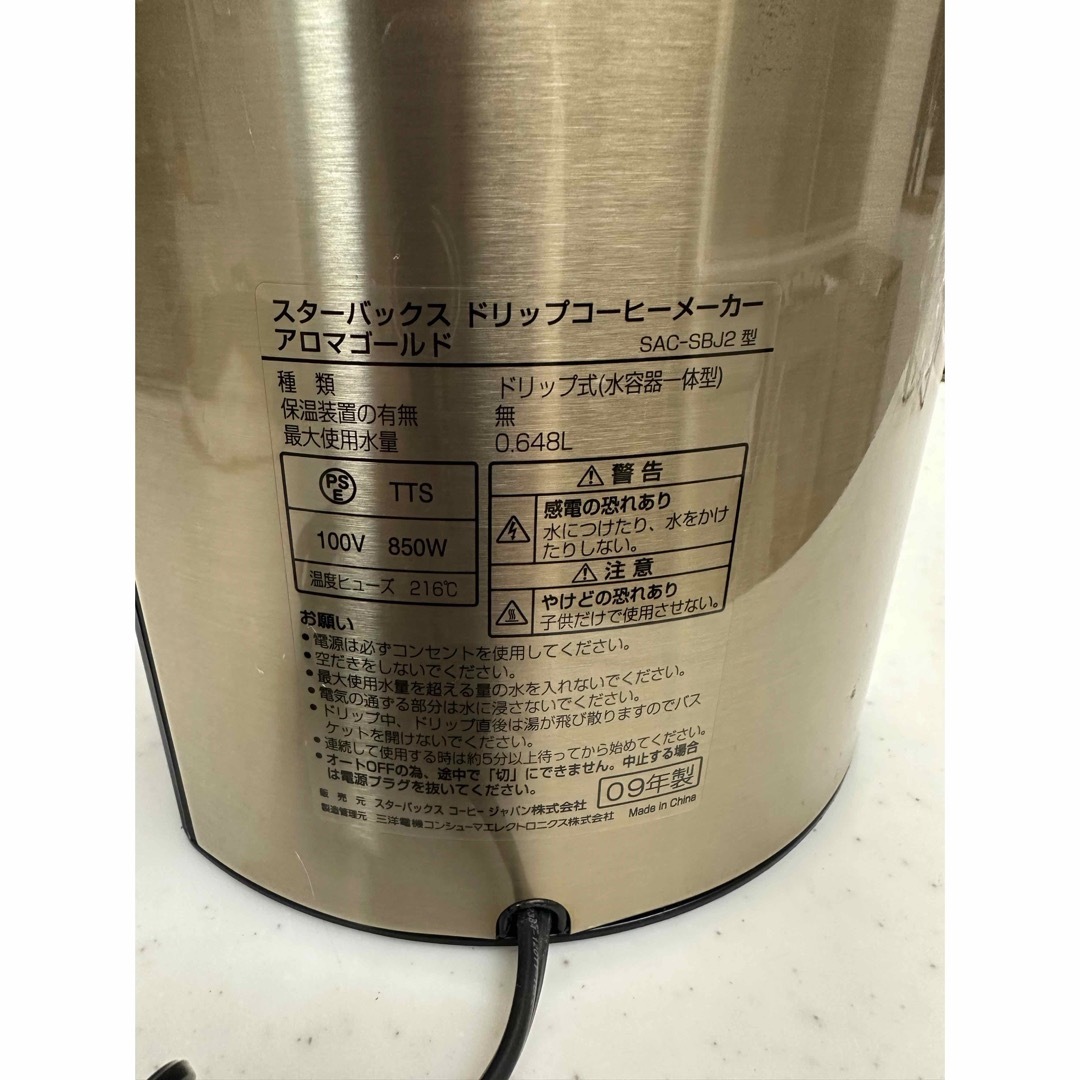 スターバックス ドリップコーヒーメーカー
アロマゴールド SAC-SBJ2 型
種 類 ドリップ式(水容器一体型)
保温装置の有無 無
最大使用水量 0.648L
PS
E TTS
100V 850W
温度ヒューズ 216℃
⚠警告
感電の恐れあり
水につけたり、水をかけ
たりしない。
⚠注意
やけどの恐れあり
子供だけで使用させない。
お願い
●電源は必ずコンセントを使用してください。
●空だきをしないでください。
●最大使用水量を超える量の水を入れないでください。
●電気の通ずる部分は水に浸さないでください。
●ドリップ中、ドリップ直後は湯が飛び散りますのでバス
ケットを開けないでください。
●連続して使用する時は約5分以上待ってから始めてください。
●オートOFFの為、途中で「切」にできません。中止する場合
は電源プラグを抜いてください。
販 売 元 スターバックス コーヒー ジャパン株式会社 09年製
製造管理元 三洋電機コンシューマエレクトロニクス株式会社 Made in China